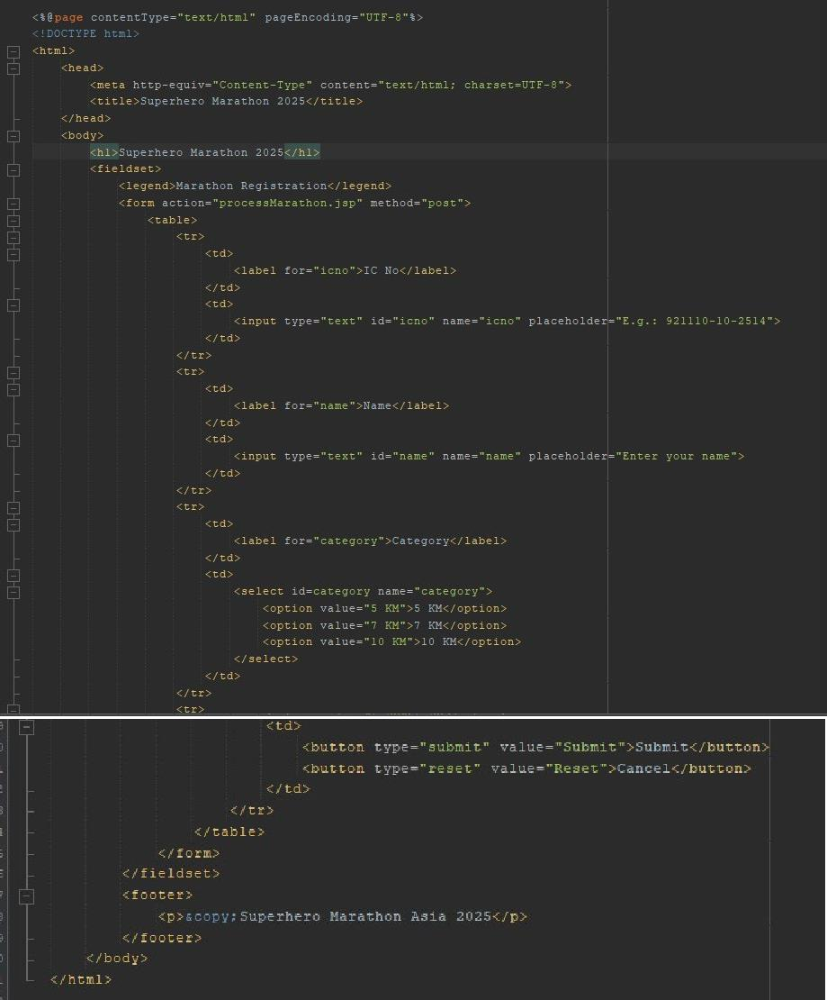 <%@page contentType="text/html" pageEncoding="UTF-8"%>
<!DOCTYPE html>
<html>
<head>
<meta http-equiv="Content-Type" content="text/html; charset=UTF-8">
<title>Superhero Marathon 2025</title>
</head>
<body>
<h1>Superhero Marathon 2025</h1>
<fieldset>
<legend>Marathon Registration</legend>
<form action="processMarathon.jsp" method="post">
<table>
<tr>
<td>
<label for="icno">IC No</label>
</td>
<td>
<input type="text" id="icno" name="icno" placeholder="E.g.: 921110-10-2514">
</td>
</tr>
<tr>
<td>
<label for="name">Name</label>
</td>
<td>
<input type="text" id="name" name="name" placeholder="Enter your name">
</td>
</tr>
<tr>
<td>
<label for="category">Category</label>
</td>
<td>
<select id=category name="category">
<option value="5 KM">5 KM</option>
<option value="7 KM">7 KM</option>
<option value="10 KM">10 KM</option>
</select>
</td>
</tr>
<tr>
<td>
<button type="submit" value="Submit">Submit</button>
<button type="reset" value="Reset">Cancel</button>
</td>
</tr>
</table>
</form>
</fieldset>
<footer>
<p>&copy;Superhero Marathon Asia 2025</p>
</footer>
</body>
</html>